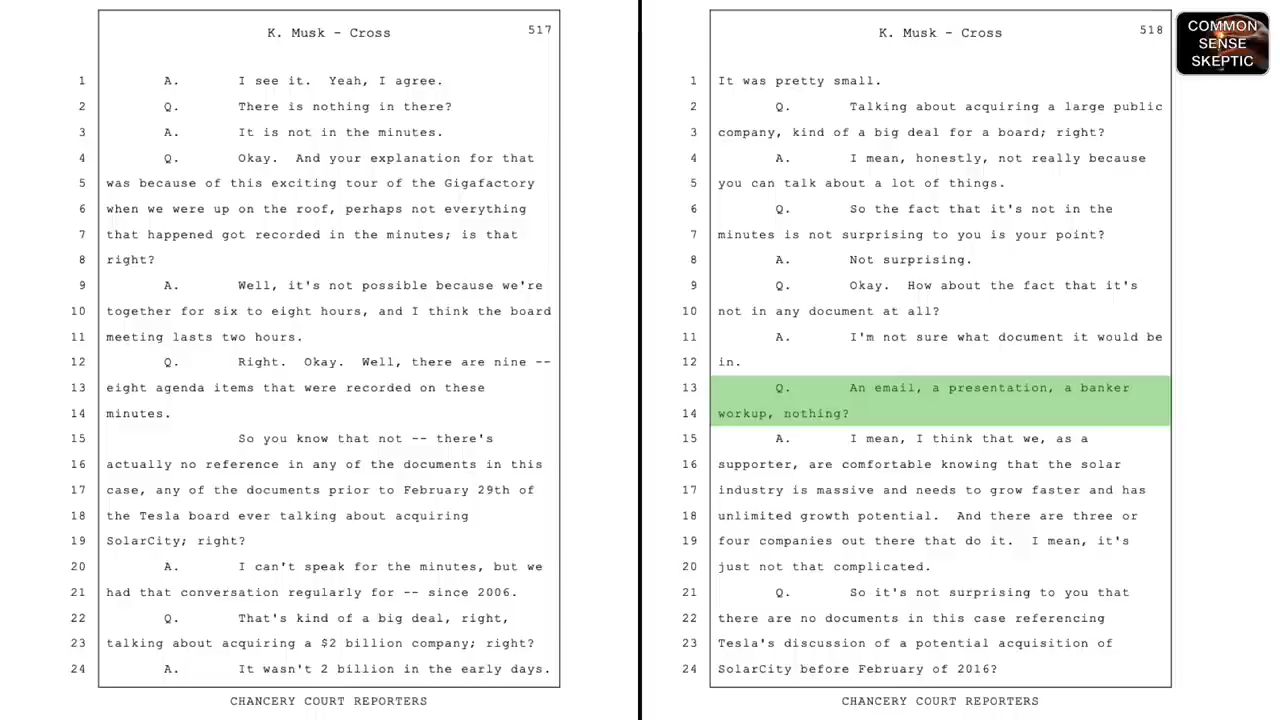 K. Musk - Cross 517
1 A. I see it. Yeah, I agree.
2 Q. There is nothing in there?
3 A. It is not in the minutes.
4 Q. Okay. And your explanation for that
5 was because of this exciting tour of the Gigafactory
6 when we were up on the roof, perhaps not everything
7 that happened got recorded in the minutes; is that
8 right?
9 A. Well, it's not possible because we're
10 together for six to eight hours, and I think the board
11 meeting lasts two hours.
12 Q. Right. Okay. Well, there are nine --
13 eight agenda items that were recorded on these
14 minutes.
15 So you know that not -- there's
16 actually no reference in any of the documents in this
17 case, any of the documents prior to February 29th of
18 the Tesla board ever talking about acquiring
19 SolarCity; right?
20 A. I can't speak for the minutes, but we
21 had that conversation regularly for -- since 2006.
22 Q. That's kind of a big deal, right,
23 talking about acquiring a $2 billion company; right?
24 A. It wasn't 2 billion in the early days.
CHANCERY COURT REPORTERS
K. Musk - Cross 518
1 It was pretty small.
2 Q. Talking about acquiring a large public
3 company, kind of a big deal for a board; right?
4 A. I mean, honestly, not really because
5 you can talk about a lot of things.
6 Q. So the fact that it's not in the
7 minutes is not surprising to you is your point?
8 A. Not surprising.
9 Q. Okay. How about the fact that it's
10 not in any document at all?
11 A. I'm not sure what document it would be
12 in.
13 Q. An email, a presentation, a banker
14 workup, nothing?
15 A. I mean, I think that we, as a
16 supporter, are comfortable knowing that the solar
17 industry is massive and needs to grow faster and has
18 unlimited growth potential. And there are three or
19 four companies out there that do it. I mean, it's
20 just not that complicated.
21 Q. So it's not surprising to you that
22 there are no documents in this case referencing
23 Tesla's discussion of a potential acquisition of
24 SolarCity before February of 2016?
CHANCERY COURT REPORTERS
COMMON
SENSE
SKEPTIC